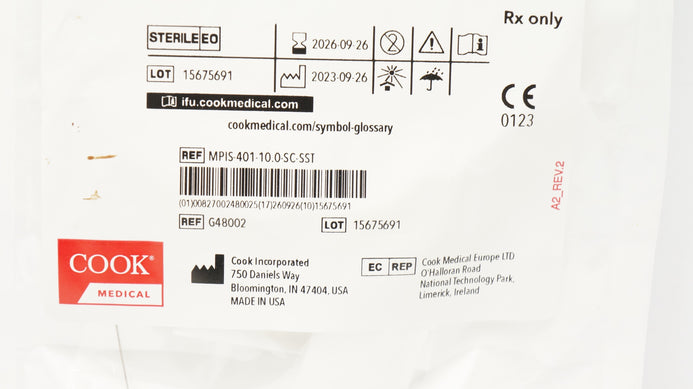 Rx only
STERILE EO
2026-09-26
LOT 15675691
2023-09-26
ifu.cookmedical.com
cookmedical.com/symbol-glossary
CE
0123
REF MPIS-401-10.0-SC-SST
(01)00827002480025(17)260926(10)15675691
REF G48002
LOT 15675691
A2_REV.2
COOK®
MEDICAL
Cook Incorporated
750 Daniels Way
Bloomington, IN 47404, USA
MADE IN USA
EC REP
Cook Medical Europe LTD
O'Halloran Road
National Technology Park,
Limerick, Ireland